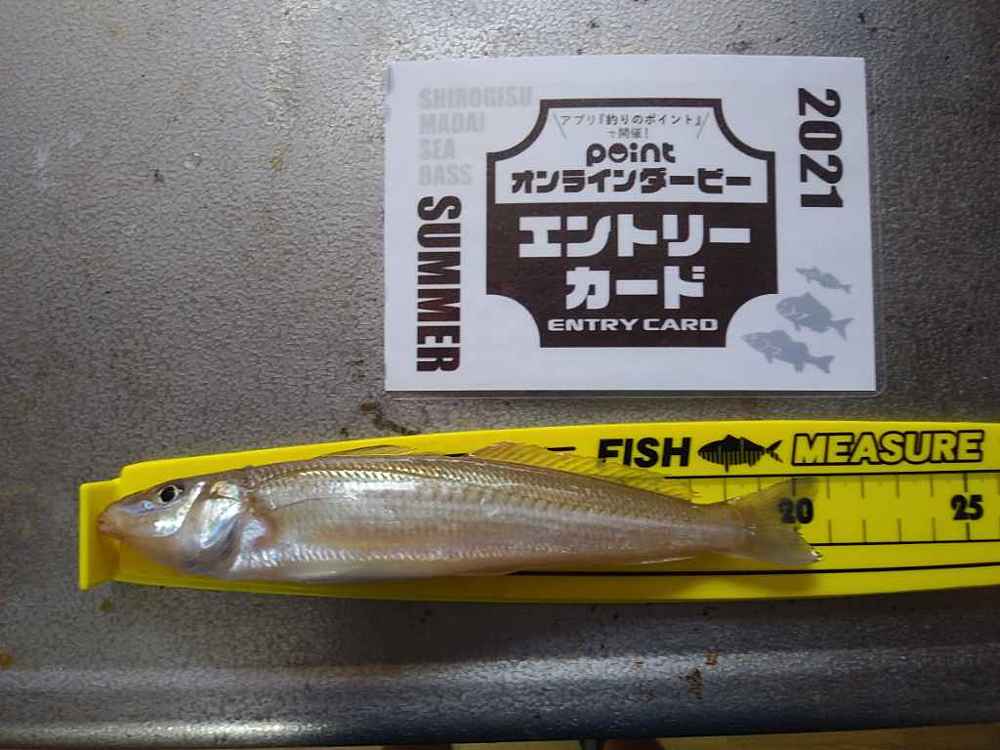 SHIROGISU
MADAI
SEA
BASS
SUMMER
2021
アプリ『釣りのポイント』
で開催!
point
オンラインダービー
エントリー
カード
ENTRY CARD
FISH MEASURE
20
25